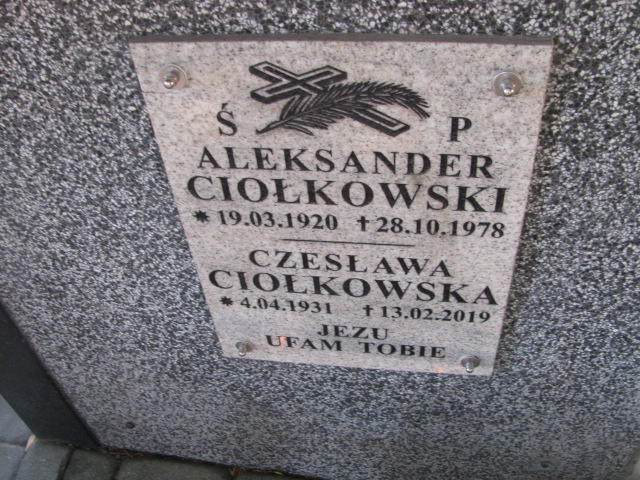 Ś P
ALEKSANDER
CIOŁKOWSKI
* 19.03.1920 † 28.10.1978
CZESŁAWA
CIOŁKOWSKA
* 4.04.1931 † 13.02.2019
JEZU
UFAM TOBIE